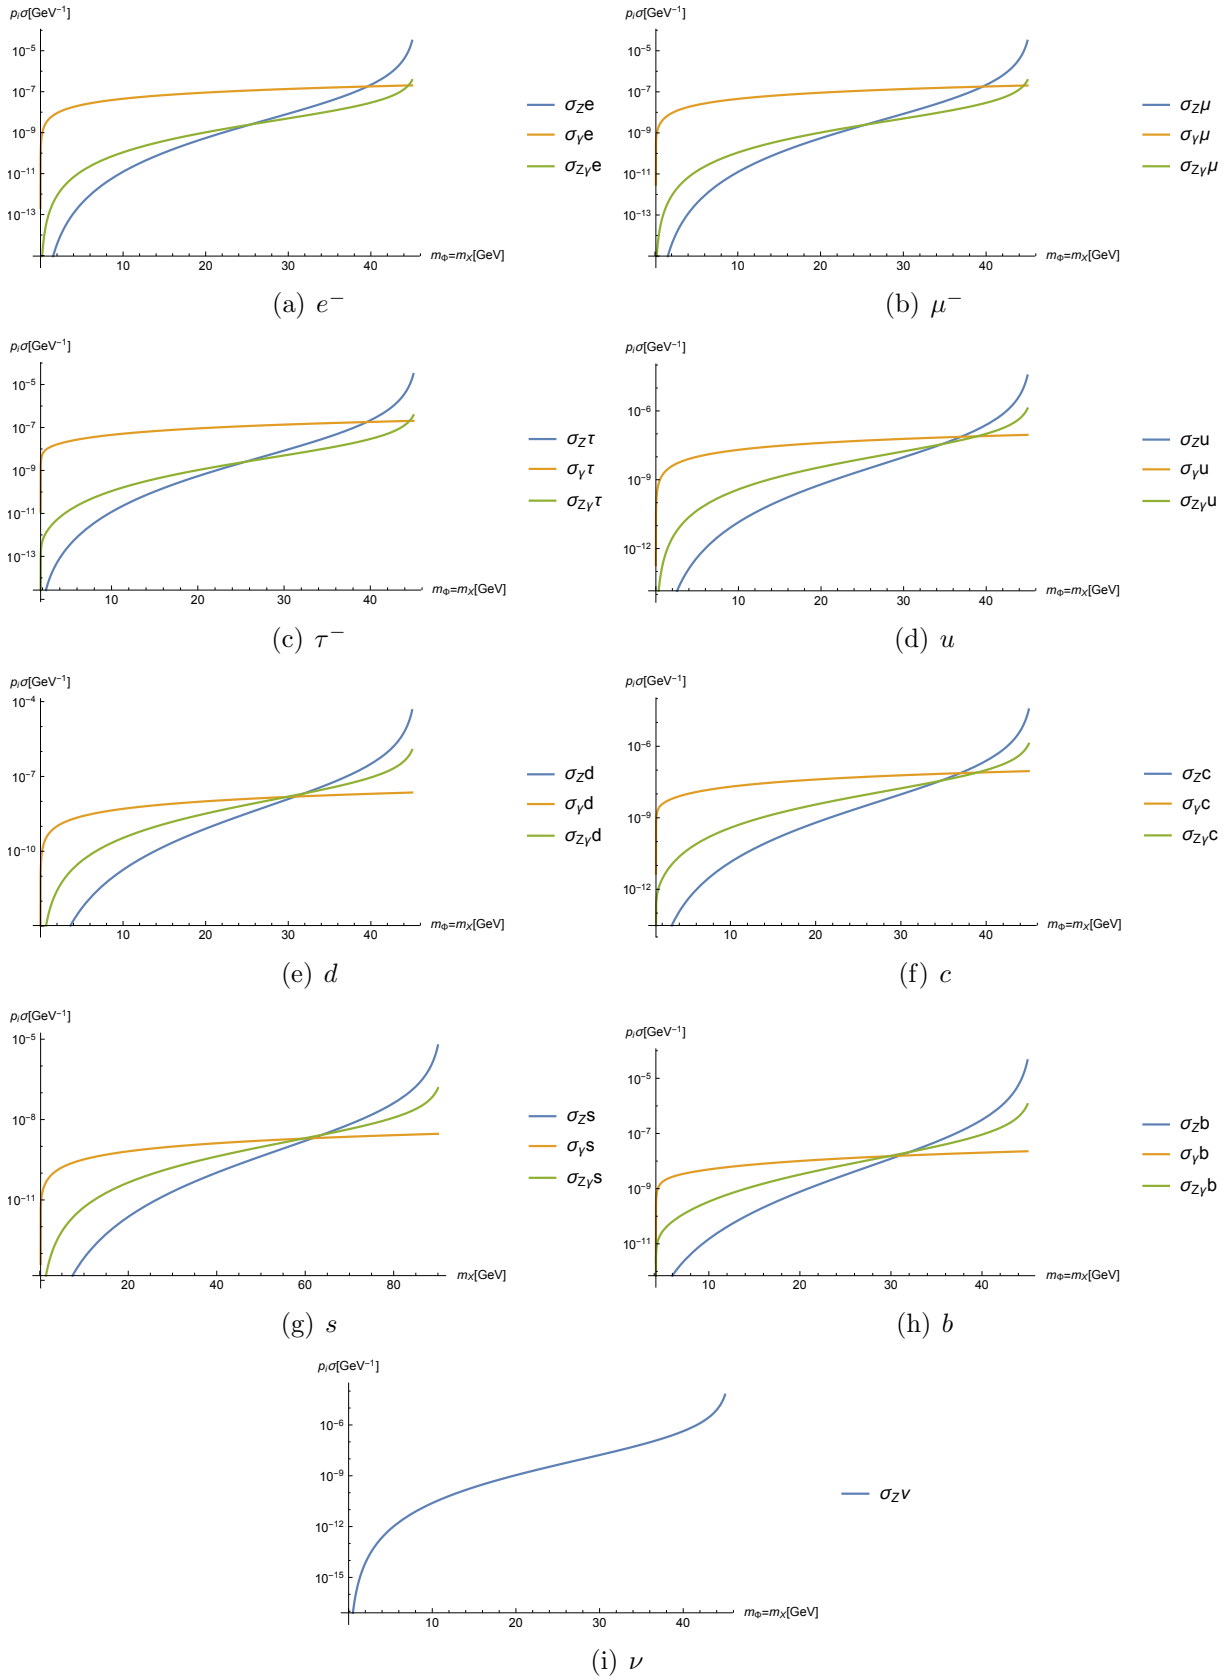 p_iσ[GeV⁻¹]
10⁻⁵
10⁻⁷
10⁻⁹
10⁻¹¹
10⁻¹³
10 20 30 40
m_Φ=m_X[GeV]
σ_Z e
σ_γ e
σ_Zγ e
(a) e⁻
p_iσ[GeV⁻¹]
10⁻⁵
10⁻⁷
10⁻⁹
10⁻¹¹
10⁻¹³
10 20 30 40
m_Φ=m_X[GeV]
σ_Z μ
σ_γ μ
σ_Zγ μ
(b) μ⁻
p_iσ[GeV⁻¹]
10⁻⁵
10⁻⁷
10⁻⁹
10⁻¹¹
10⁻¹³
10 20 30 40
m_Φ=m_X[GeV]
σ_Z τ
σ_γ τ
σ_Zγ τ
(c) τ⁻
p_iσ[GeV⁻¹]
10⁻⁶
10⁻⁹
10⁻¹²
10 20 30 40
m_Φ=m_X[GeV]
σ_Z u
σ_γ u
σ_Zγ u
(d) u
p_iσ[GeV⁻¹]
10⁻⁴
10⁻⁷
10⁻¹⁰
10 20 30 40
m_Φ=m_X[GeV]
σ_Z d
σ_γ d
σ_Zγ d
(e) d
p_iσ[GeV⁻¹]
10⁻⁶
10⁻⁹
10⁻¹²
10 20 30 40
m_Φ=m_X[GeV]
σ_Z c
σ_γ c
σ_Zγ c
(f) c
p_iσ[GeV⁻¹]
10⁻⁵
10⁻⁸
10⁻¹¹
20 40 60 80
m_X[GeV]
σ_Z s
σ_γ s
σ_Zγ s
(g) s
p_iσ[GeV⁻¹]
10⁻⁵
10⁻⁷
10⁻⁹
10⁻¹¹
10 20 30 40
m_Φ=m_X[GeV]
σ_Z b
σ_γ b
σ_Zγ b
(h) b
p_iσ[GeV⁻¹]
10⁻⁶
10⁻⁹
10⁻¹²
10⁻¹⁵
10 20 30 40
m_Φ=m_X[GeV]
σ_Z ν
(i) ν